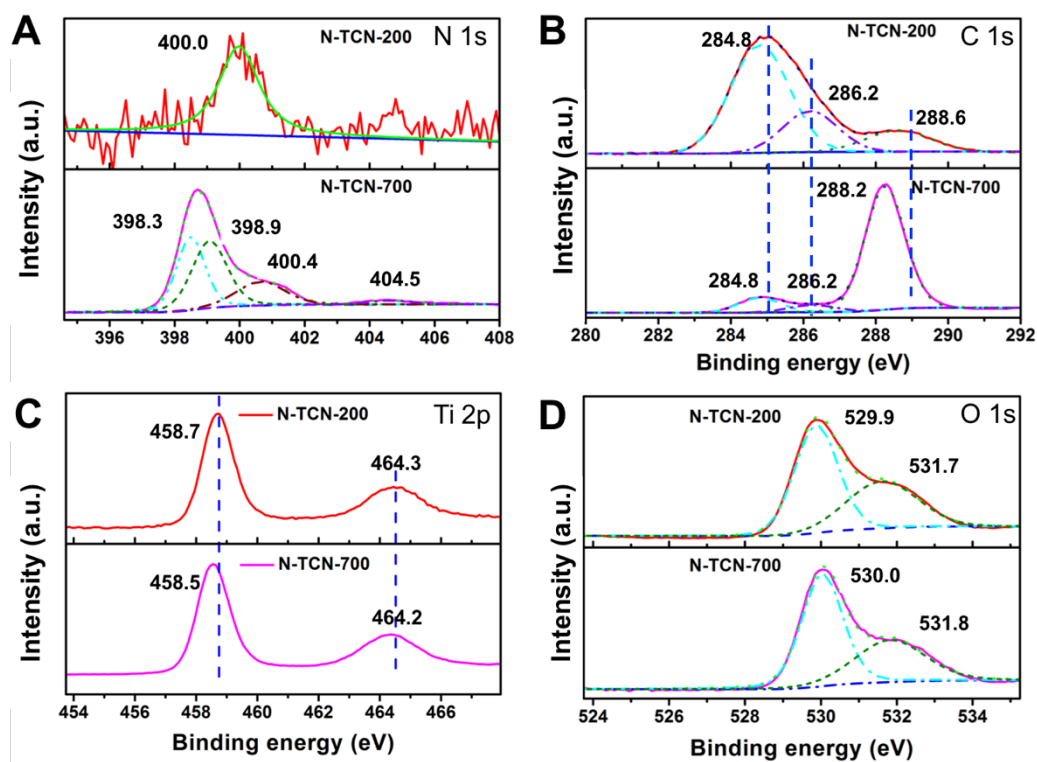 A
N 1s
N-TCN-200
400.0
N-TCN-700
398.3
398.9
400.4
404.5
396 398 400 402 404 406 408
Intensity (a.u.)
B
C 1s
N-TCN-200
284.8
286.2
288.6
N-TCN-700
288.2
284.8
286.2
280 282 284 286 288 290 292
Binding energy (eV)
Intensity (a.u.)
C
Ti 2p
N-TCN-200
458.7
464.3
N-TCN-700
458.5
464.2
454 456 458 460 462 464 466
Binding energy (eV)
Intensity (a.u.)
D
O 1s
N-TCN-200
529.9
531.7
N-TCN-700
530.0
531.8
524 526 528 530 532 534
Binding energy (eV)
Intensity (a.u.)